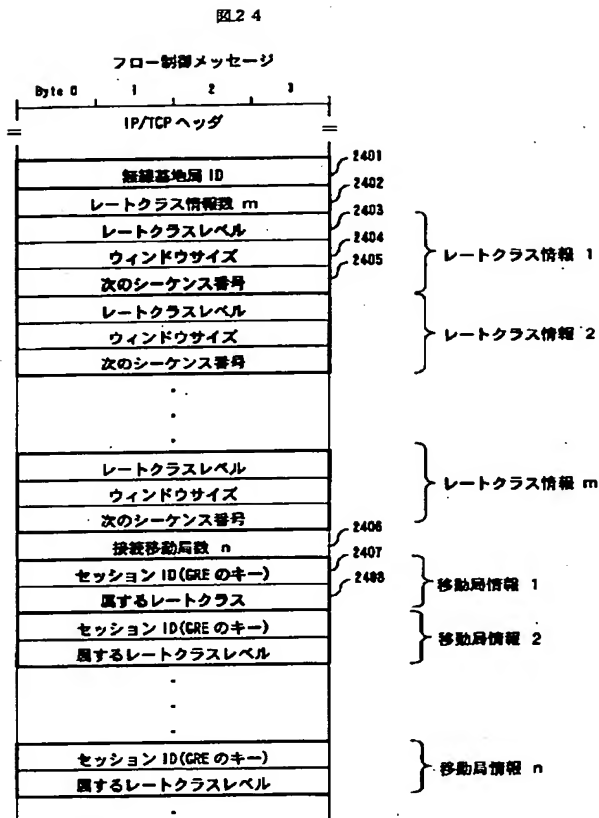 図24
フロー制御メッセージ
Byte 0 1 2 3
IP/TCP ヘッダ
無線基地局 ID 2401
レートクラス情報数 m 2402
レートクラスレベル 2403
ウィンドウサイズ 2404
次のシーケンス番号 2405
レートクラス情報 1
レートクラスレベル
ウィンドウサイズ
次のシーケンス番号
レートクラス情報 2
レートクラスレベル
ウィンドウサイズ
次のシーケンス番号
レートクラス情報 m
接続移動局数 n 2406
セッション ID(GRE のキー) 2407
属するレートクラス 2408
移動局情報 1
セッション ID(GRE のキー)
属するレートクラスレベル
移動局情報 2
セッション ID(GRE のキー)
属するレートクラスレベル
移動局情報 n